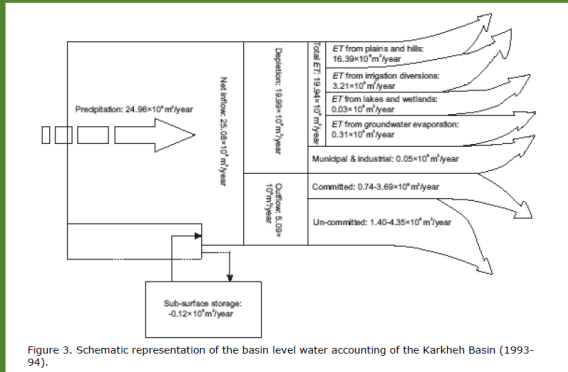 Precipitation: 24.96×10⁹m³/year
Net inflow: 25.08×10⁹ m³/year
Depletion: 19.99×10⁹m³/year
Outflow: 5.09×
10⁹m³/year
Total ET: 19.94×10⁹m³/year
ET from plains and hills:
16.39×10⁹m³/year
ET from irrigation diversions:
3.21×10⁹m³/year
ET from lakes and wetlands:
0.03×10⁹m³/year
ET from groundwater evaporation:
0.31×10⁹m³/year
Municipal & industrial: 0.05×10⁹m³/year
Committed: 0.74-3.69×10⁹m³/year
Un-committed: 1.40-4.35×10⁹m³/year
Sub-surface storage:
-0.12×10⁹m³/year
Figure 3. Schematic representation of the basin level water accounting of the Karkheh Basin (1993-
94).